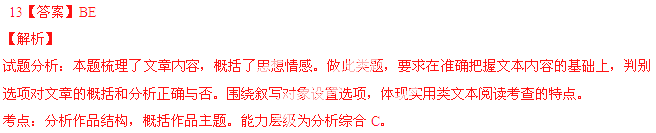 13【答案】BE
【解析】
试题分析：本题梳理了文章内容，概括了思想情感。做此类题，要求在准确把握文本内容的基础上，判别
选项对文章的概括和分析正确与否。围绕叙写对象设置选项，体现实用类文本阅读考查的特点。
考点：分析作品结构，概括作品主题。能力层级为分析综合 C。